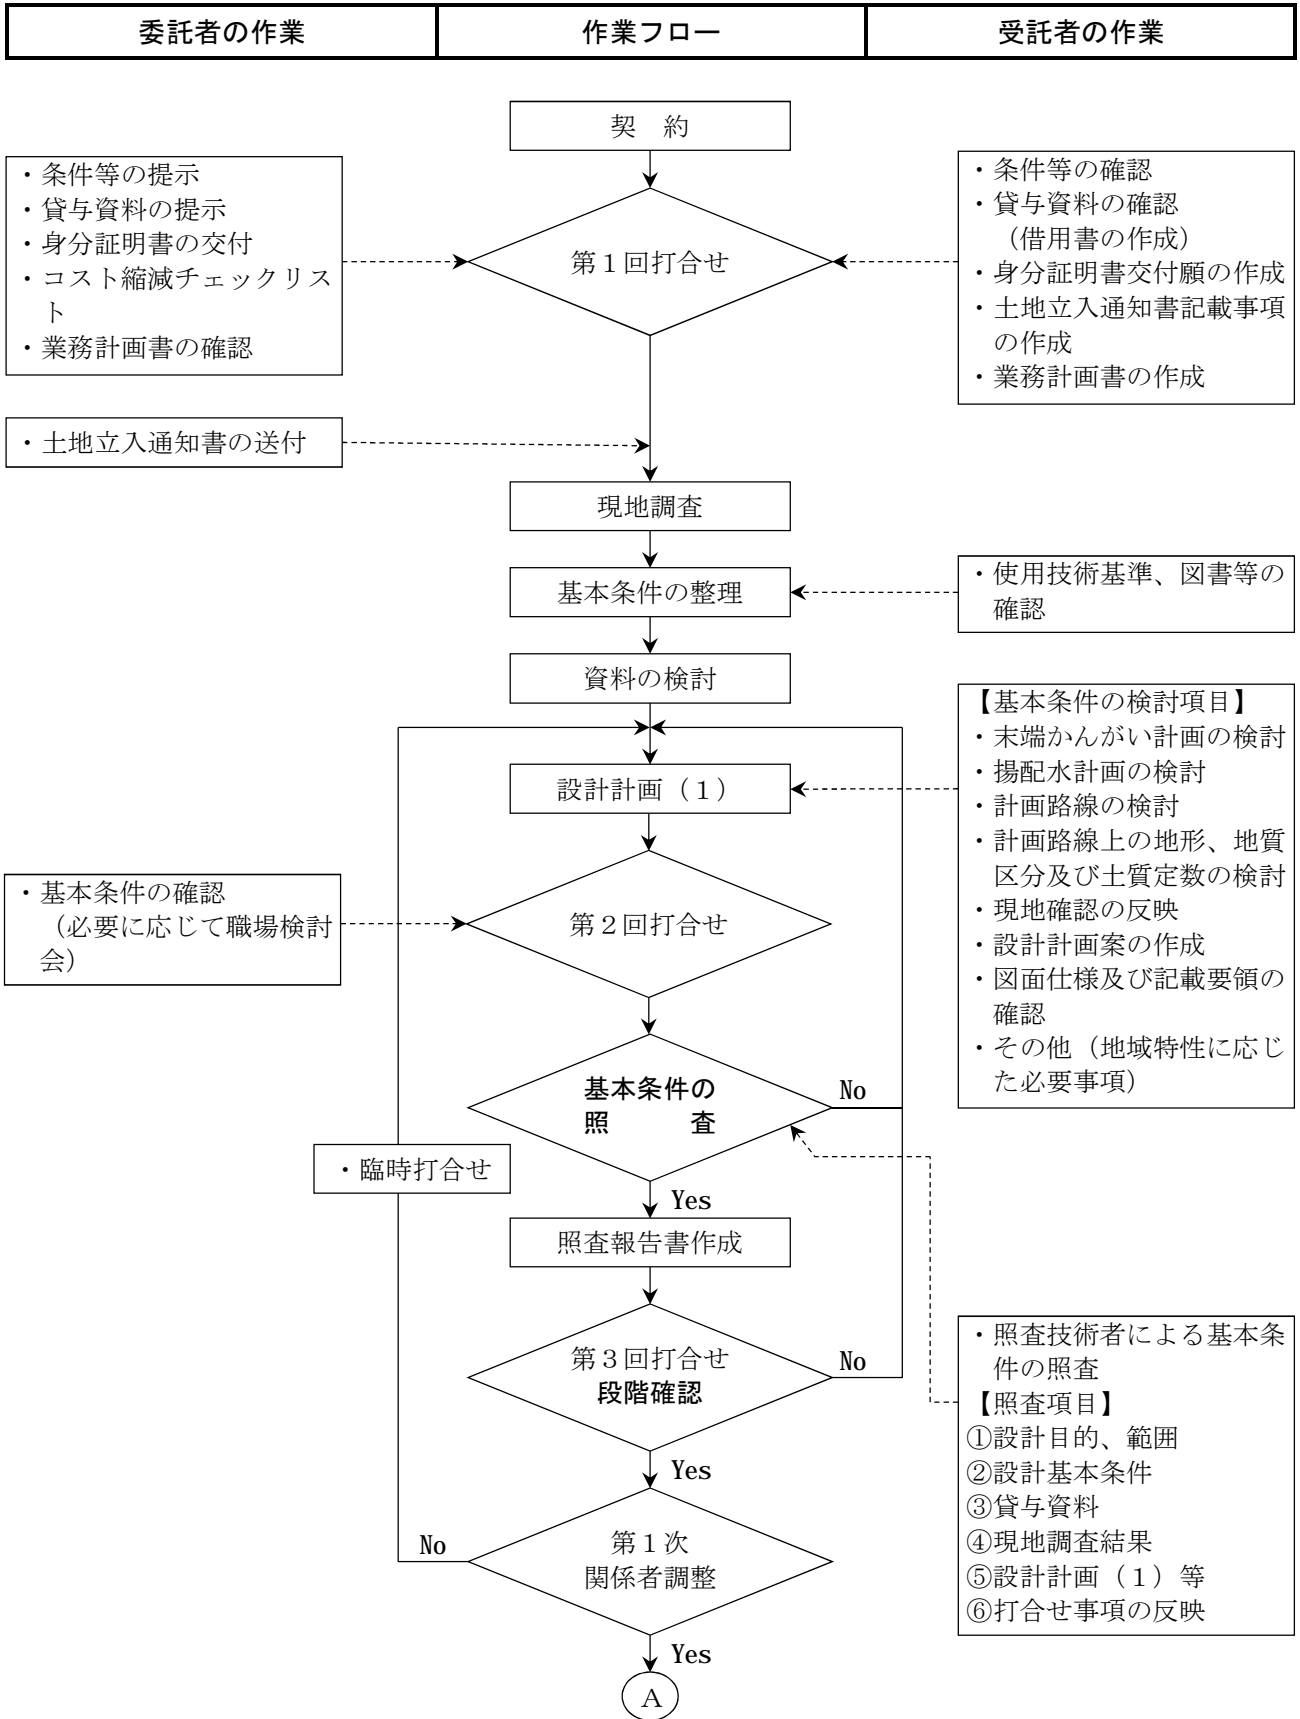 委託者の作業
作業フロー
受託者の作業
契　約
・条件等の提示
・貸与資料の提示
・身分証明書の交付
・コスト縮減チェックリス
ト
・業務計画書の確認
第１回打合せ
・条件等の確認
・貸与資料の確認
（借用書の作成）
・身分証明書交付願の作成
・土地立入通知書記載事項
の作成
・業務計画書の作成
・土地立入通知書の送付
現地調査
基本条件の整理
・使用技術基準、図書等の
確認
資料の検討
設計計画（１）
【基本条件の検討項目】
・末端かんがい計画の検討
・揚配水計画の検討
・計画路線の検討
・計画路線上の地形、地質
区分及び土質定数の検討
・現地確認の反映
・設計計画案の作成
・図面仕様及び記載要領の
確認
・その他（地域特性に応じ
た必要事項）
・基本条件の確認
（必要に応じて職場検討
会）
第２回打合せ
基本条件の
照　　　査
No
・臨時打合せ
Yes
照査報告書作成
第３回打合せ
段階確認
No
・照査技術者による基本条
件の照査
【照査項目】
①設計目的、範囲
②設計基本条件
③貸与資料
④現地調査結果
⑤設計計画（１）等
⑥打合せ事項の反映
Yes
No
第１次
関係者調整
Yes
A